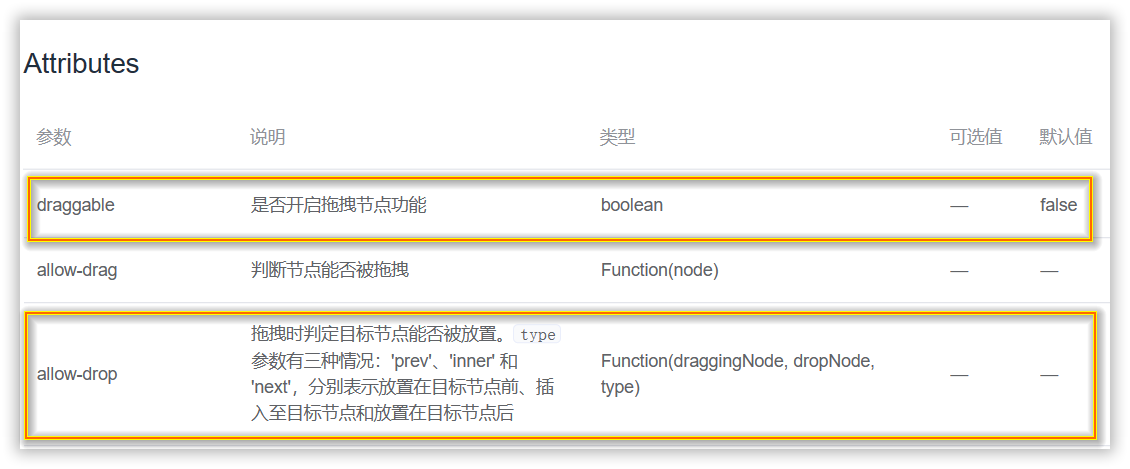 Attributes
参数 说明 类型 可选值 默认值
draggable 是否开启拖拽节点功能 boolean — false
allow-drag 判断节点能否被拖拽 Function(node) — —
拖拽时判定目标节点能否被放置。type
参数有三种情况：'prev'、'inner' 和
'next'，分别表示放置在目标节点前、插
入至目标节点和放置在目标节点后
allow-drop
Function(draggingNode, dropNode,
type)
— —